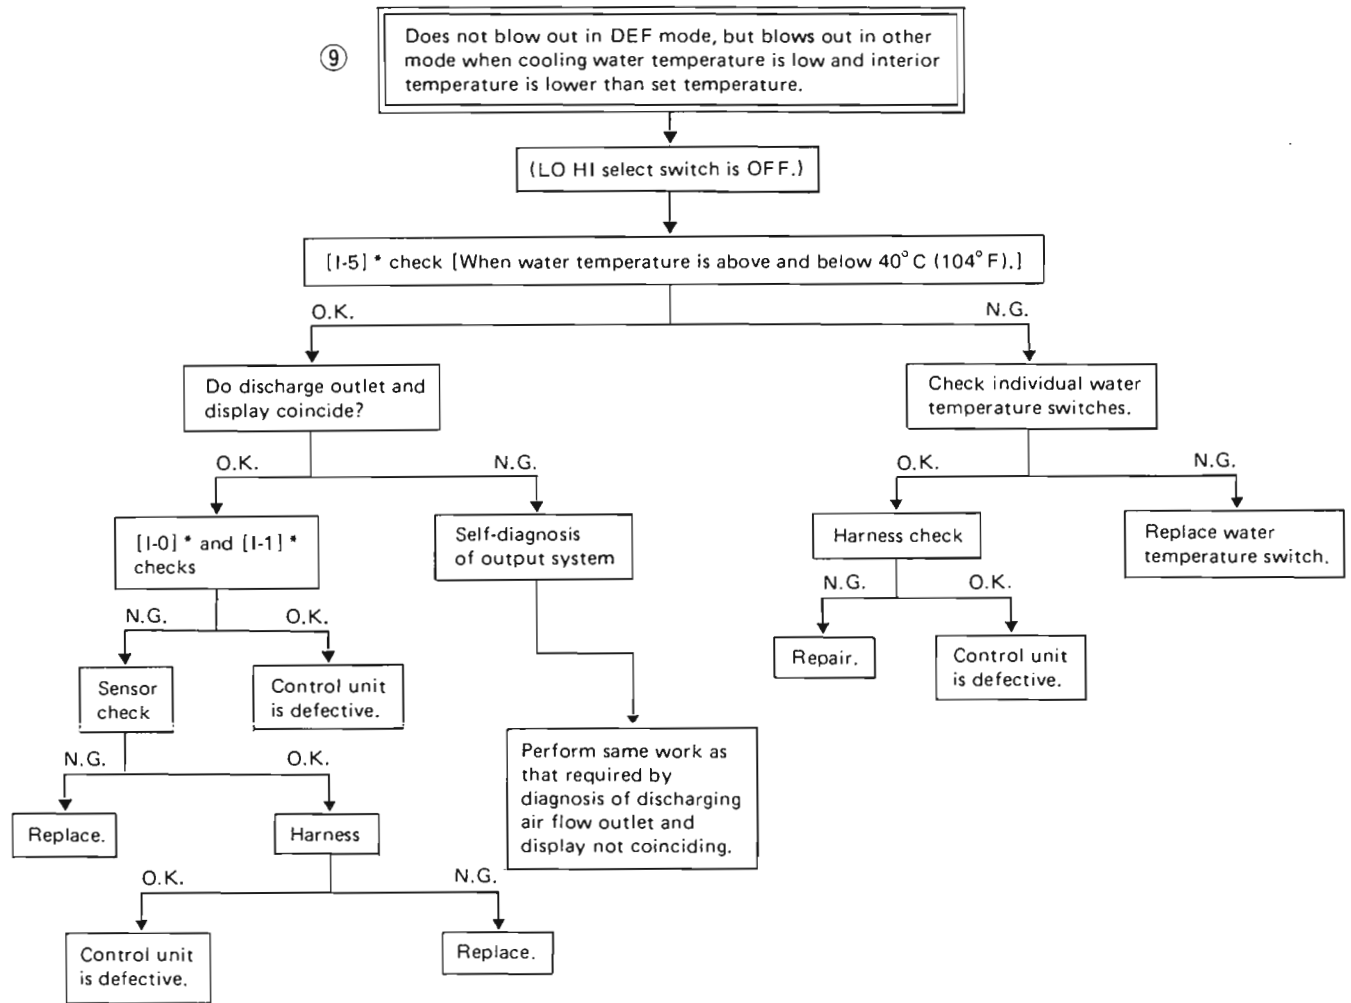 ⑨
Does not blow out in DEF mode, but blows out in other
mode when cooling water temperature is low and interior
temperature is lower than set temperature.
(LO HI select switch is OFF.)
[I-5]* check [When water temperature is above and below 40°C (104°F).]
O.K.
N.G.
Do discharge outlet and
display coincide?
Check individual water
temperature switches.
O.K.
N.G.
O.K.
N.G.
[I-0]* and [I-1]*
checks
Self-diagnosis
of output system
Harness check
Replace water
temperature switch.
N.G.
O.K.
N.G.
O.K.
Sensor
check
Control unit
is defective.
Repair.
Control unit
is defective.
N.G.
O.K.
Perform same work as
that required by
diagnosis of discharging
air flow outlet and
display not coinciding.
Replace.
Harness
O.K.
N.G.
Control unit
is defective.
Replace.